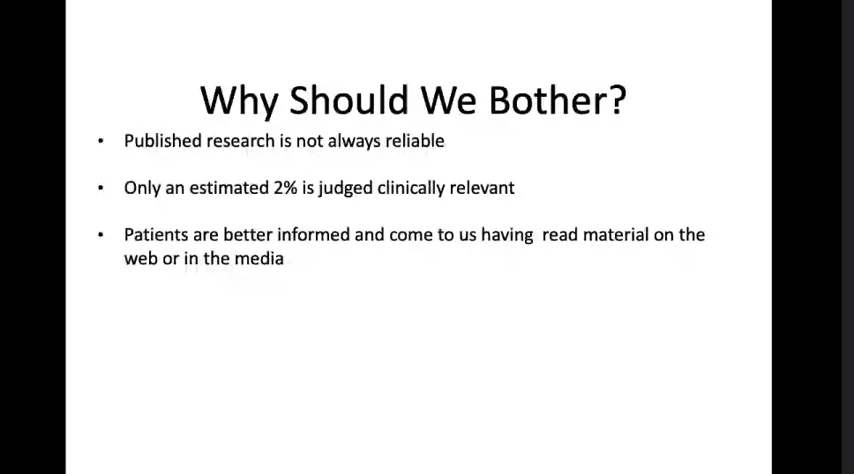 Why Should We Bother?
• Published research is not always reliable
• Only an estimated 2% is judged clinically relevant
• Patients are better informed and come to us having  read material on the
web or in the media